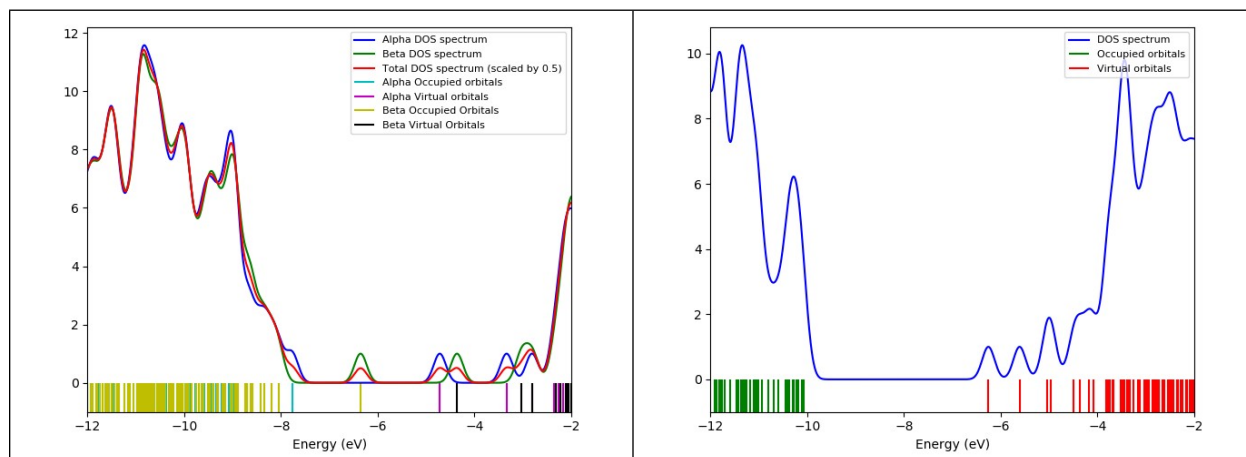 12
10
8
6
4
2
0
−12
−10
−8
−6
−4
−2
Energy (eV)
Alpha DOS spectrum
Beta DOS spectrum
Total DOS spectrum (scaled by 0.5)
Alpha Occupied orbitals
Alpha Virtual orbitals
Beta Occupied Orbitals
Beta Virtual Orbitals
10
8
6
4
2
0
−12
−10
−8
−6
−4
−2
Energy (eV)
DOS spectrum
Occupied orbitals
Virtual orbitals